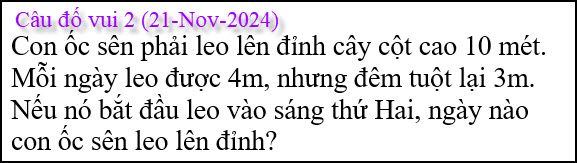 Câu đố vui 2 (21-Nov-2024)
Con ốc sên phải leo lên đỉnh cây cột cao 10 mét.
Mỗi ngày leo được 4m, nhưng đêm tuột lại 3m.
Nếu nó bắt đầu leo vào sáng thứ Hai, ngày nào
con ốc sên leo lên đỉnh?